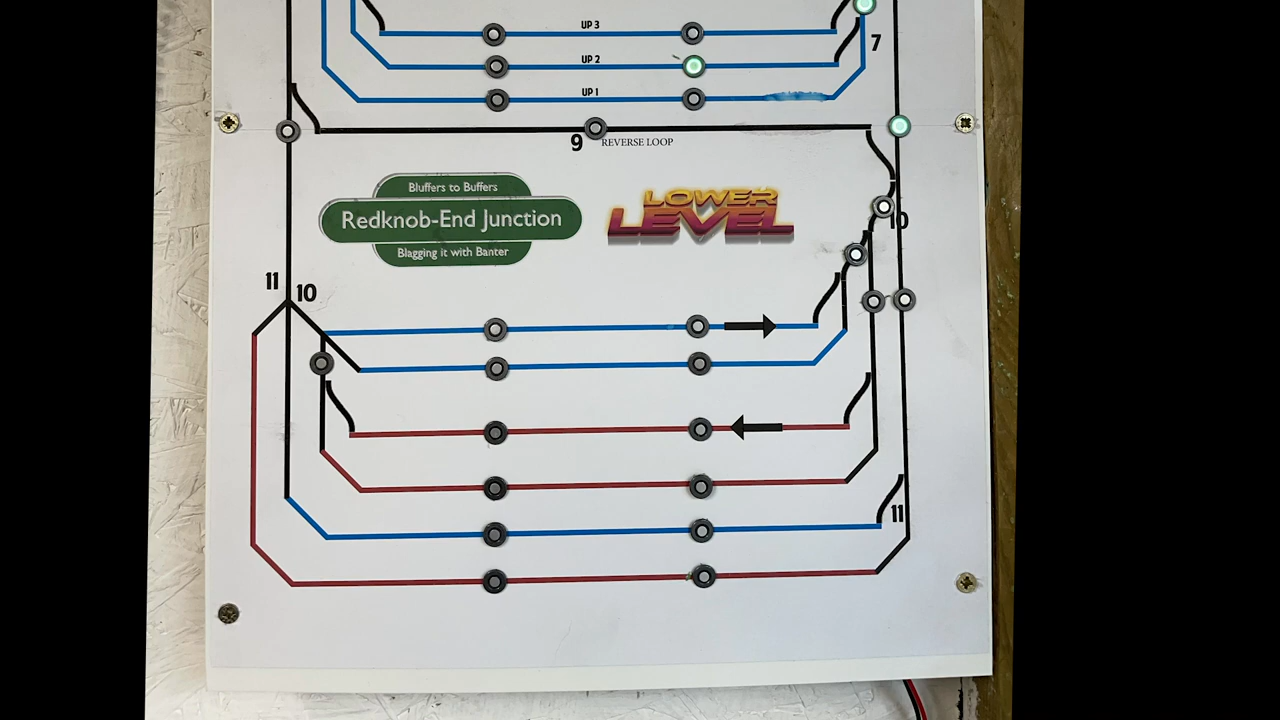 UP 3
7
UP 2
UP 1
9
REVERSE LOOP
Bluffers to Buffers
Redknob-End Junction
Blagging it with Banter
LOWER
LEVEL
10
11
10
11